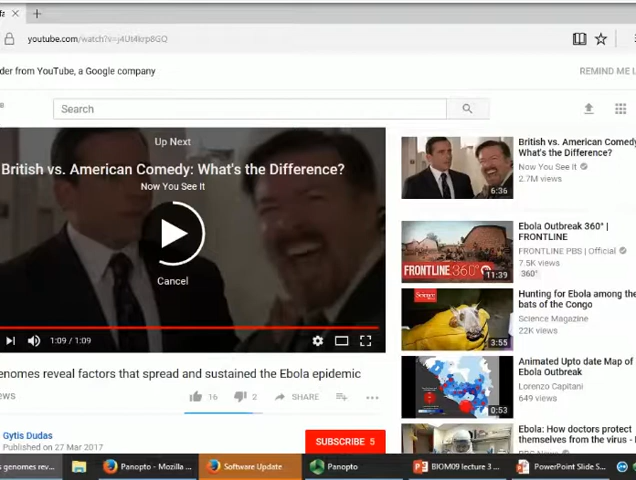 youtube.com/watch?v=j4Ut4krp8GQ
der from YouTube, a Google company
REMIND ME L
Search
Up Next
British vs. American Comedy: What's the Difference?
Now You See It
Cancel
1:09 / 1:09
enomes reveal factors that spread and sustained the Ebola epidemic
ews
16
2
SHARE
Gytis Dudas
Published on 27 Mar 2017
SUBSCRIBE 5
6:36
British vs. American Comedy:
What's the Difference?
Now You See It
2.7M views
FRONTLINE 360°
11:39
Ebola Outbreak 360° |
FRONTLINE
FRONTLINE PBS | Official
7.5K views
360°
Science
3:55
Hunting for Ebola among the
bats of the Congo
Science Magazine
22K views
0:53
Animated Upto date Map of
Ebola Outbreak
Lorenzo Capitani
649 views
Ebola: How doctors protect
themselves from the virus -
s genomes rev...
Panopto - Mozilla ...
Software Update
Panopto
BIOM09 lecture 3 ...
PowerPoint Slide S...